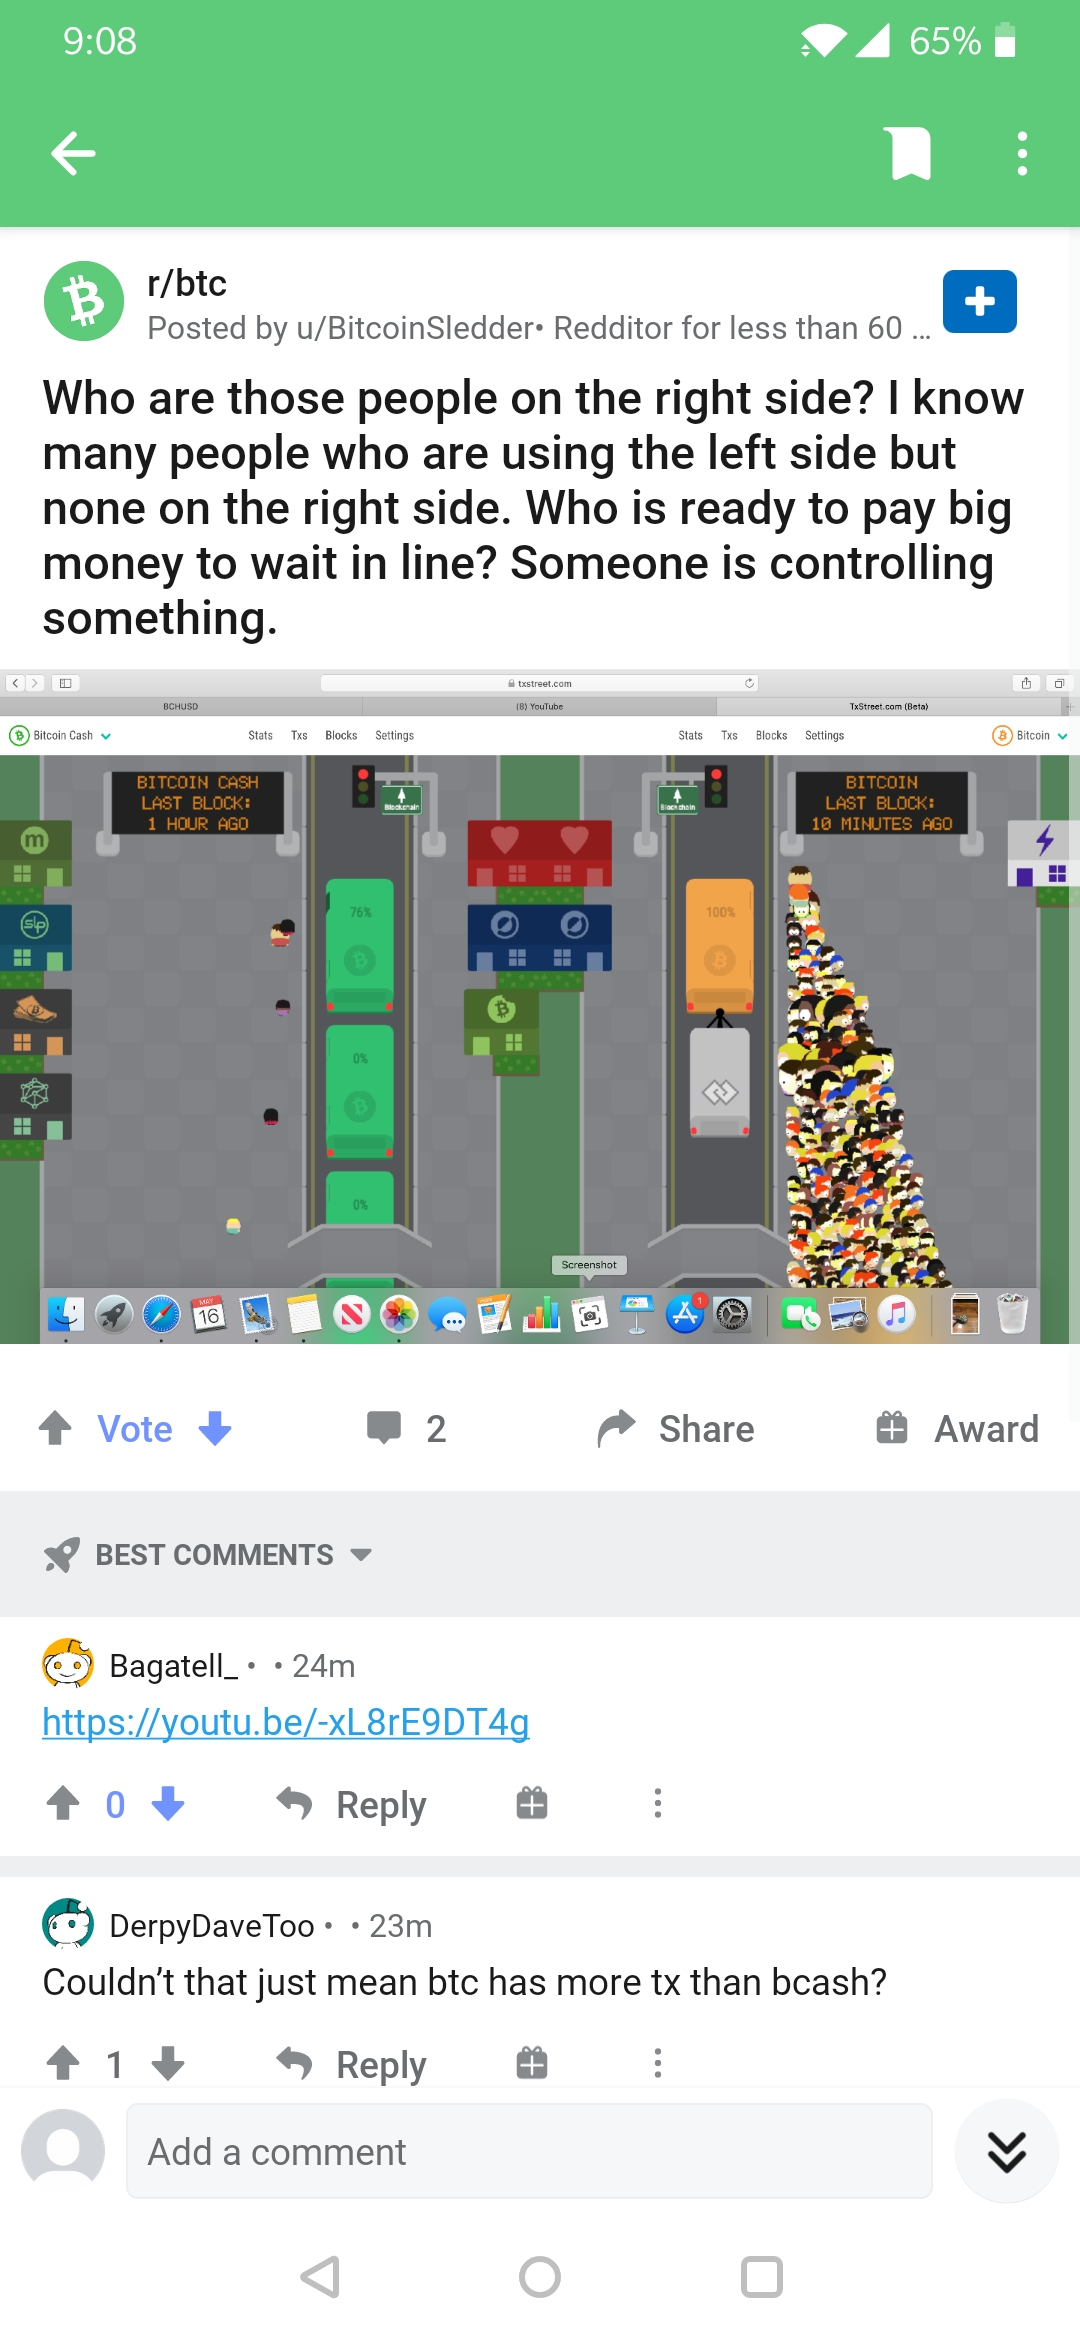 9:08
65%
r/btc
Posted by u/BitcoinSledder• Redditor for less than 60 ...
Who are those people on the right side? I know
many people who are using the left side but
none on the right side. Who is ready to pay big
money to wait in line? Someone is controlling
something.
txstreet.com
BCHUSD
(8) YouTube
TxStreet.com (Beta)
Bitcoin Cash
Stats Txs Blocks Settings
Stats Txs Blocks Settings
Bitcoin
BITCOIN CASH
LAST BLOCK:
1 HOUR AGO
Blockchain
Blockchain
BITCOIN
LAST BLOCK:
10 MINUTES AGO
m
slp
76%
0%
0%
100%
Screenshot
MAY
16
1
Vote
2
Share
Award
BEST COMMENTS
Bagatell_ • • 24m
https://youtu.be/-xL8rE9DT4g
0
Reply
DerpyDaveToo • • 23m
Couldn’t that just mean btc has more tx than bcash?
1
Reply
Add a comment